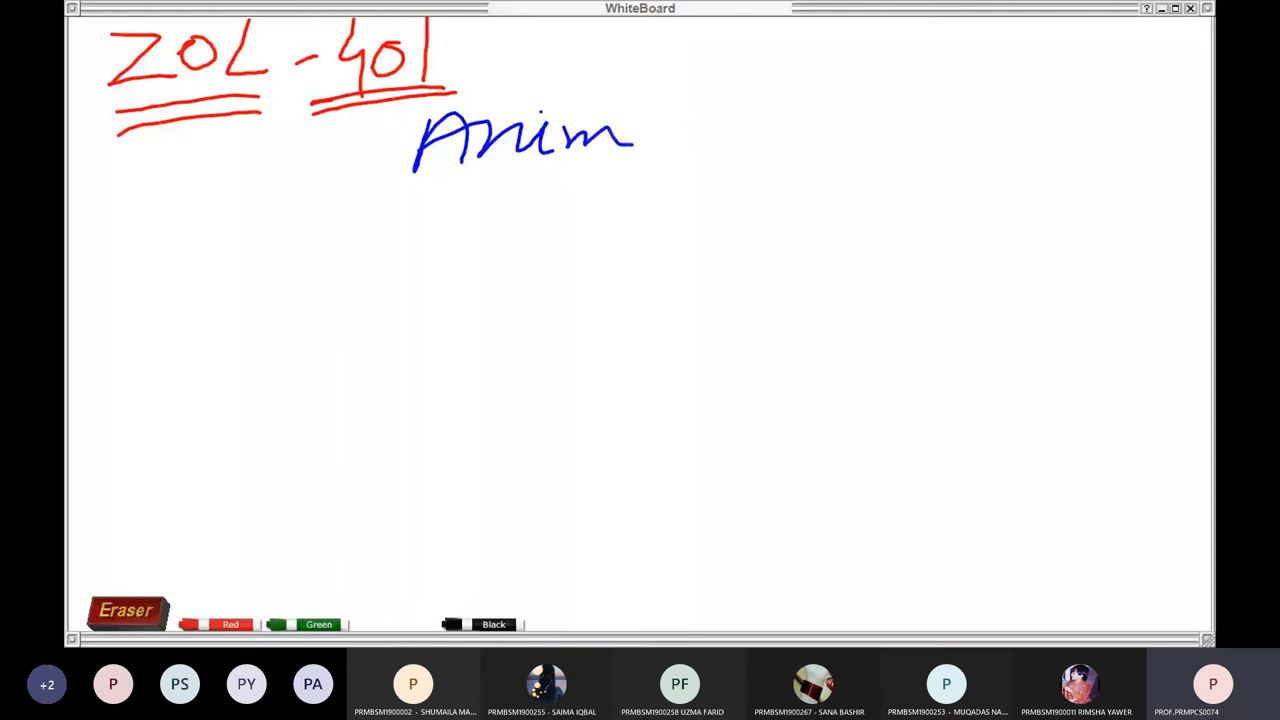 WhiteBoard
ZOL - 401
Anim
Eraser
Red
Green
Black
+2
P
PS
PY
PA
P
PF
P
P
PRMBSM1900002 - SHUMAILA MA...
PRMBSM1900255 - SAIMA IQBAL
PRMBSM1900258 UZMA FARID
PRMBSM1900267 - SANA BASHIR
PRMBSM1900253 - MUQADAS NA...
PRMBSM1900011 RIMSHA YAWER
PROF.PRMPCS0074